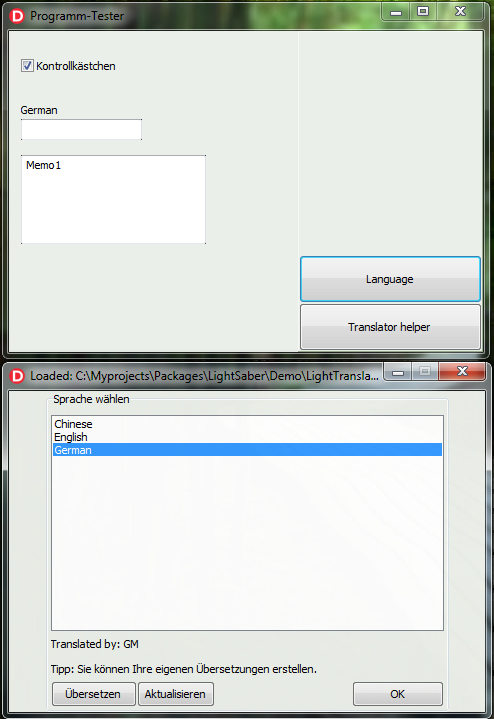 D Programm-Tester
Kontrollkästchen
German
Memo1
Language
Translator helper
D Loaded: C:\Myprojects\Packages\LightSaber\Demo\LightTransla...
Sprache wählen
Chinese
English
German
Translated by: GM
Tipp: Sie können Ihre eigenen Übersetzungen erstellen.
Übersetzen Aktualisieren OK